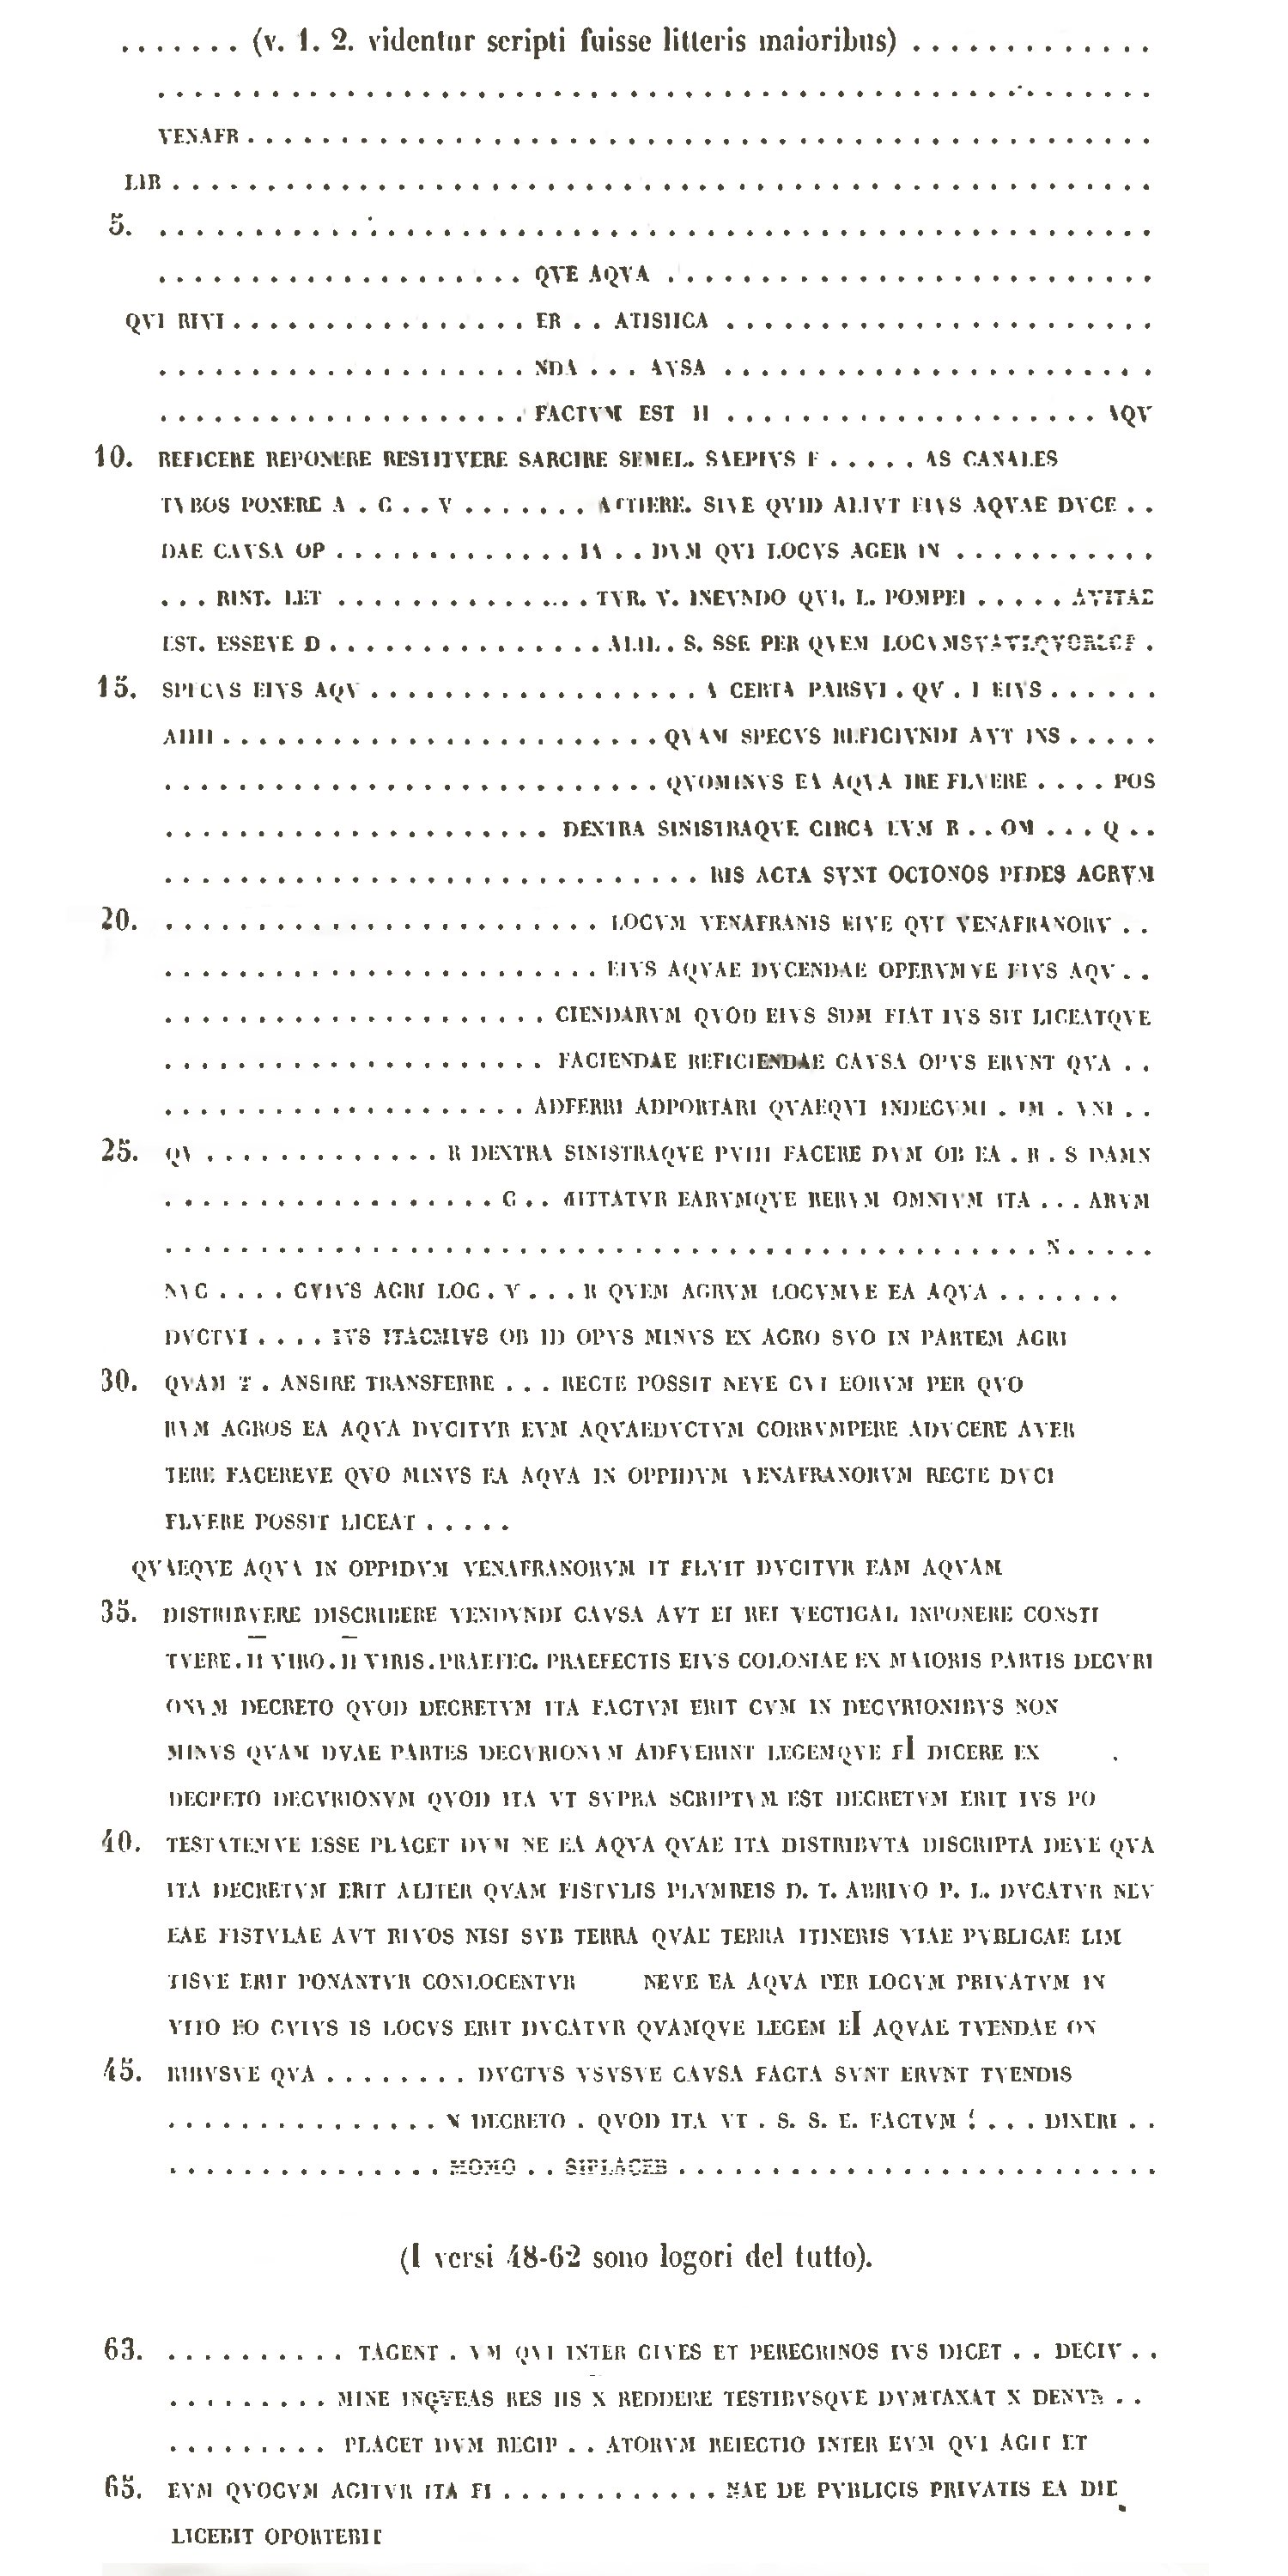 ....... (v. 1. 2. videntur scripti fuisse litteris maioribus) .............
VENAFR
LIB
5.
QVE AQVA
QVI RIVI ................ ER .. ATISIICA
NDA ... AVSA
FACTVM EST II .................... AQV
10. REFICERE REPONERE RESTITVERE SARCIRE SEMEL. SAEPIVS F ..... AS CANALES
TVBOS PONERE A . C .. V ....... SIVE QVID ALIVT EIVS AQVAE DVCE ..
DAE CAVSA OP ............. IA .. DVM QVI LOCVS AGER IN ...........
... RINT. LET .............. TVR. V. INEVNDO QVI. L. POMPEI ..... AVITAE
EST. ESSEVE D ............... S. SSE PER QVEM
15. SPECVS EIVS AQV .................. A CERTA PARSVI . QV . I EIVS ......
AIIII ........................ QVAM SPECVS REFICIVNDI AVT INS .....
QVOMINVS EA AQVA IRE FLVERE .... POS
DEXTRA SINISTRAQVE CIRCA EVM R .. OM ... Q ..
RIS ACTA SVNT OCTONOS PEDES AGRVM
20. ........................ LOCVM VENAFRANIS EIVE QVI VENAFRANORV ..
EIVS AQVAE DVCENDAE OPERVMVE EIVS AQV ..
CIENDARVM QVOD EIVS SDM FIAT IVS SIT LICEATQVE
FACIENDAE REFICIENDAE CAVSA OPVS ERVNT QVA ..
ADFERRI ADPORTARI QVAEQVI INDECVMI . IM . VNI ..
25. QV ............. R DEXTRA SINISTRAQVE PVIII FACERE DVM OB EA . R . S DAMN
C .. MITTATVR EARVMQVE RERVM OMNIVM ITA ... ARVM
N .....
NVC .... CVIVS AGRI LOC . V ... R QVEM AGRVM LOCVMVE EA AQVA .......
DVCTVI .... IVS ITACMIVS OB ID OPVS MINVS EX AGRO SVO IN PARTEM AGRI
30. QVAM T . ANSIRE TRANSFERRE ... RECTE POSSIT NEVE CVI EORVM PER QVO
RVM AGROS EA AQVA DVCITVR EVM AQVAEDVCTVM CORRVMPERE ADVCERE AVER
TERE FACEREVE QVO MINVS EA AQVA IN OPPIDVM VENAFRANORVM RECTE DVCI
FLVERE POSSIT LICEAT .....
QVAEQVE AQVA IN OPPIDVM VENAFRANORVM IT FLVIT DVCITVR EAM AQVAM
35. DISTRIBVERE DISCRIBERE VENDVNDI CAVSA AVT EI REI VECTIGAL INPONERE CONSTI
TVERE . II VIRO . II VIRIS . PRAEFEC. PRAEFECTIS EIVS COLONIAE EX MAIORIS PARTIS DECVRI
ONVM DECRETO QVOD DECRETVM ITA FACTVM ERIT CVM IN DECVRIONIBVS NON
MINVS QVAM DVAE PARTES DECVRIONVM ADFVERINT LEGEMQVE FI DICERE EX
DECRETO DECVRIONVM QVOD ITA VT SVPRA SCRIPTVM EST DECRETVM ERIT IVS PO
40. TESTATEMVE ESSE PLACET DVM NE EA AQVA QVAE ITA DISTRIBVTA DISCRIPTA DEVE QVA
ITA DECRETVM ERIT ALITER QVAM FISTVLIS PLVMBEIS D. T. ABRIVO P. L. DVCATVR NEV
EAE FISTVLAE AVT RIVOS NISI SVB TERRA QVAE TERRA ITINERIS VIAE PVBLICAE LIM
TISVE ERIT PONANTVR CONLOCENTVR NEVE EA AQVA PER LOCVM PRIVATVM IN
VITO EO CVIVS IS LOCVS ERIT DVCATVR QVAMQVE LEGEM EI AQVAE TVENDAE ON
45. RIBVSVE QVA ........ DVCTVS VSVSVE CAVSA FACTA SVNT ERVNT TVENDIS
N DECRETO . QVOD ITA VT . S. S. E. FACTVM ... DIXERI ..
MOMO .. SIPLACEB
(I versi 48-62 sono logori del tutto).
63. .......... TAGENT . VM QVI INTER CIVES ET PEREGRINOS IVS DICET .. DECIV ..
MINE INQVEAS RES IIS X REDDERE TESTIBVSQVE DVMTAXAT X DENVR ..
PLACET DVM RECIP .. ATORVM REIECTIO INTER EVM QVI AGIT ET
65. EVM QVOCVM AGITVR ITA FI ............ NAE DE PVBLICIS PRIVATIS EA DIE
LICEBIT OPORTEBIT